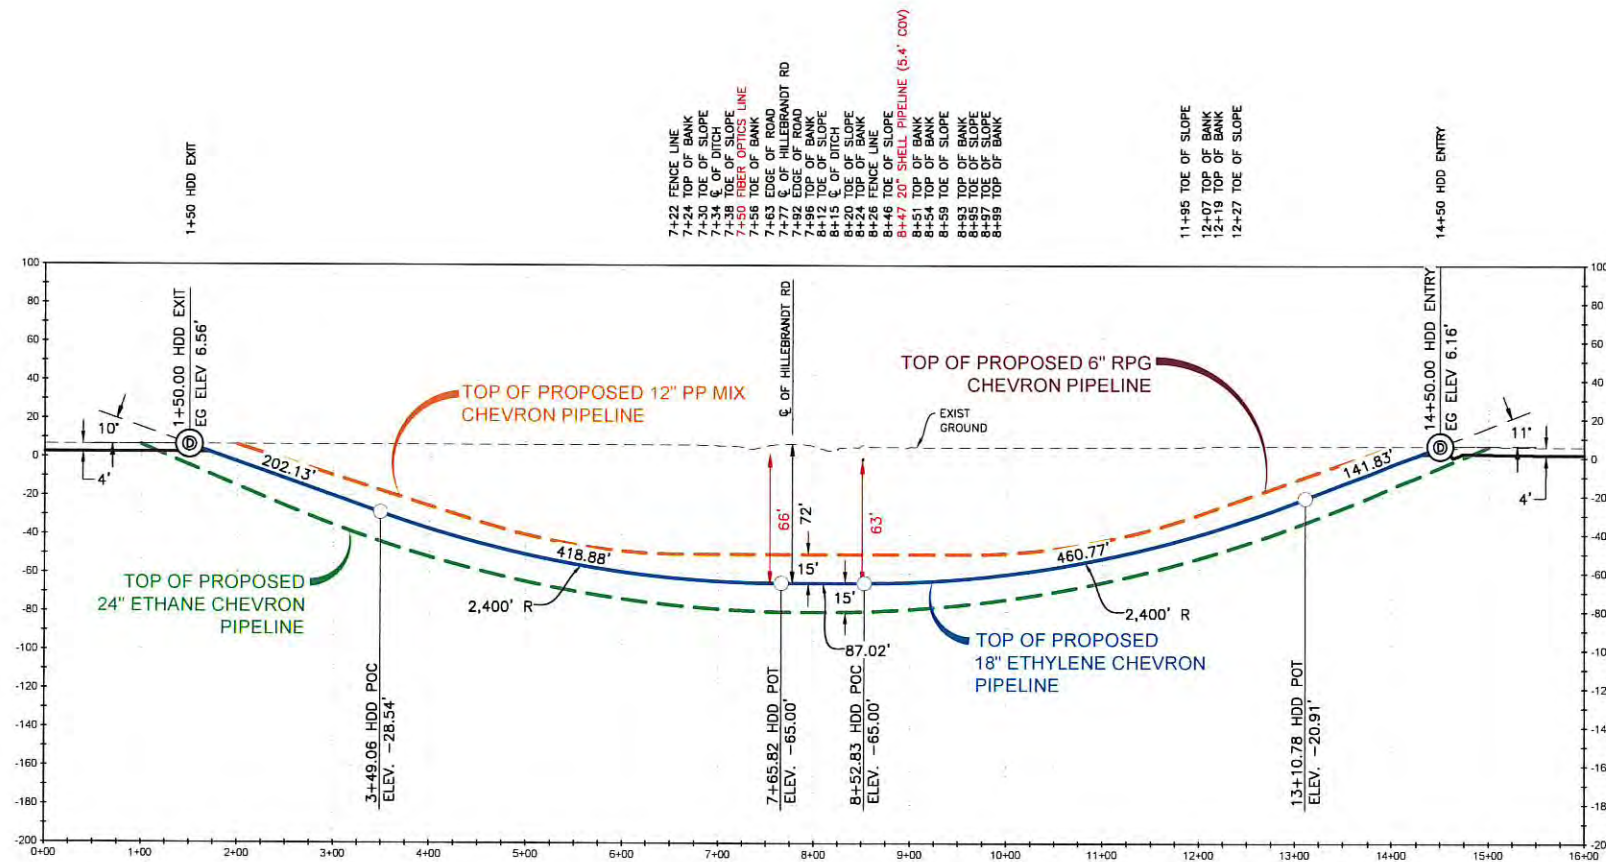 1+50 HDD EXIT
7+22 FENCE LINE
7+24 TOP OF BANK
7+30 TOE OF SLOPE
7+34 ℄ OF DITCH
7+38 TOE OF SLOPE
7+50 FIBER OPTICS LINE
7+56 TOE OF BANK
7+63 EDGE OF ROAD
7+77 ℄ OF HILLEBRANDT RD
7+92 EDGE OF ROAD
7+96 TOP OF BANK
8+12 TOE OF SLOPE
8+15 ℄ OF DITCH
8+20 TOE OF SLOPE
8+24 TOP OF BANK
8+26 FENCE LINE
8+46 TOE OF SLOPE
8+47 20" SHELL PIPELINE (5.4' COV)
8+51 TOP OF BANK
8+54 TOP OF BANK
8+59 TOE OF SLOPE
8+93 TOP OF BANK
8+95 TOE OF SLOPE
8+97 TOE OF SLOPE
8+99 TOP OF BANK
11+95 TOE OF SLOPE
12+07 TOP OF BANK
12+19 TOP OF BANK
12+27 TOE OF SLOPE
14+50 HDD ENTRY
100
80
60
40
20
0
-20
-40
-60
-80
-100
-120
-140
-160
-180
-200
1+50.00 HDD EXIT
EG ELEV 6.56'
10°
4'
D
202.13'
TOP OF PROPOSED 12" PP MIX
CHEVRON PIPELINE
℄ OF HILLEBRANDT RD
TOP OF PROPOSED 6" RPG
CHEVRON PIPELINE
EXIST
GROUND
14+50.00 HDD ENTRY
EG ELEV 6.16'
11°
4'
D
141.83'
66'
72'
63'
15'
15'
418.88'
460.77'
2,400' R
2,400' R
87.02'
TOP OF PROPOSED
24" ETHANE CHEVRON
PIPELINE
TOP OF PROPOSED
18" ETHYLENE CHEVRON
PIPELINE
3+49.06 HDD POC
ELEV. -28.54'
7+65.82 HDD POT
ELEV. -65.00'
8+52.83 HDD POC
ELEV. -65.00'
13+10.78 HDD POT
ELEV. -20.91'
100
80
60
40
20
0
-20
-40
-60
-80
0+00
1+00
2+00
3+00
4+00
5+00
6+00
7+00
8+00
9+00
10+00
11+00
12+00
13+00
14+00
15+00
16+00